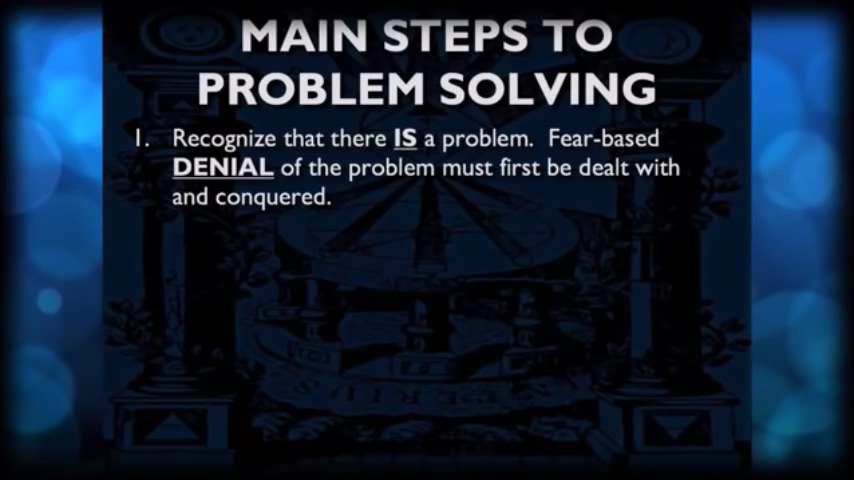 MAIN STEPS TO
PROBLEM SOLVING
1. Recognize that there IS a problem. Fear-based
DENIAL of the problem must first be dealt with
and conquered.